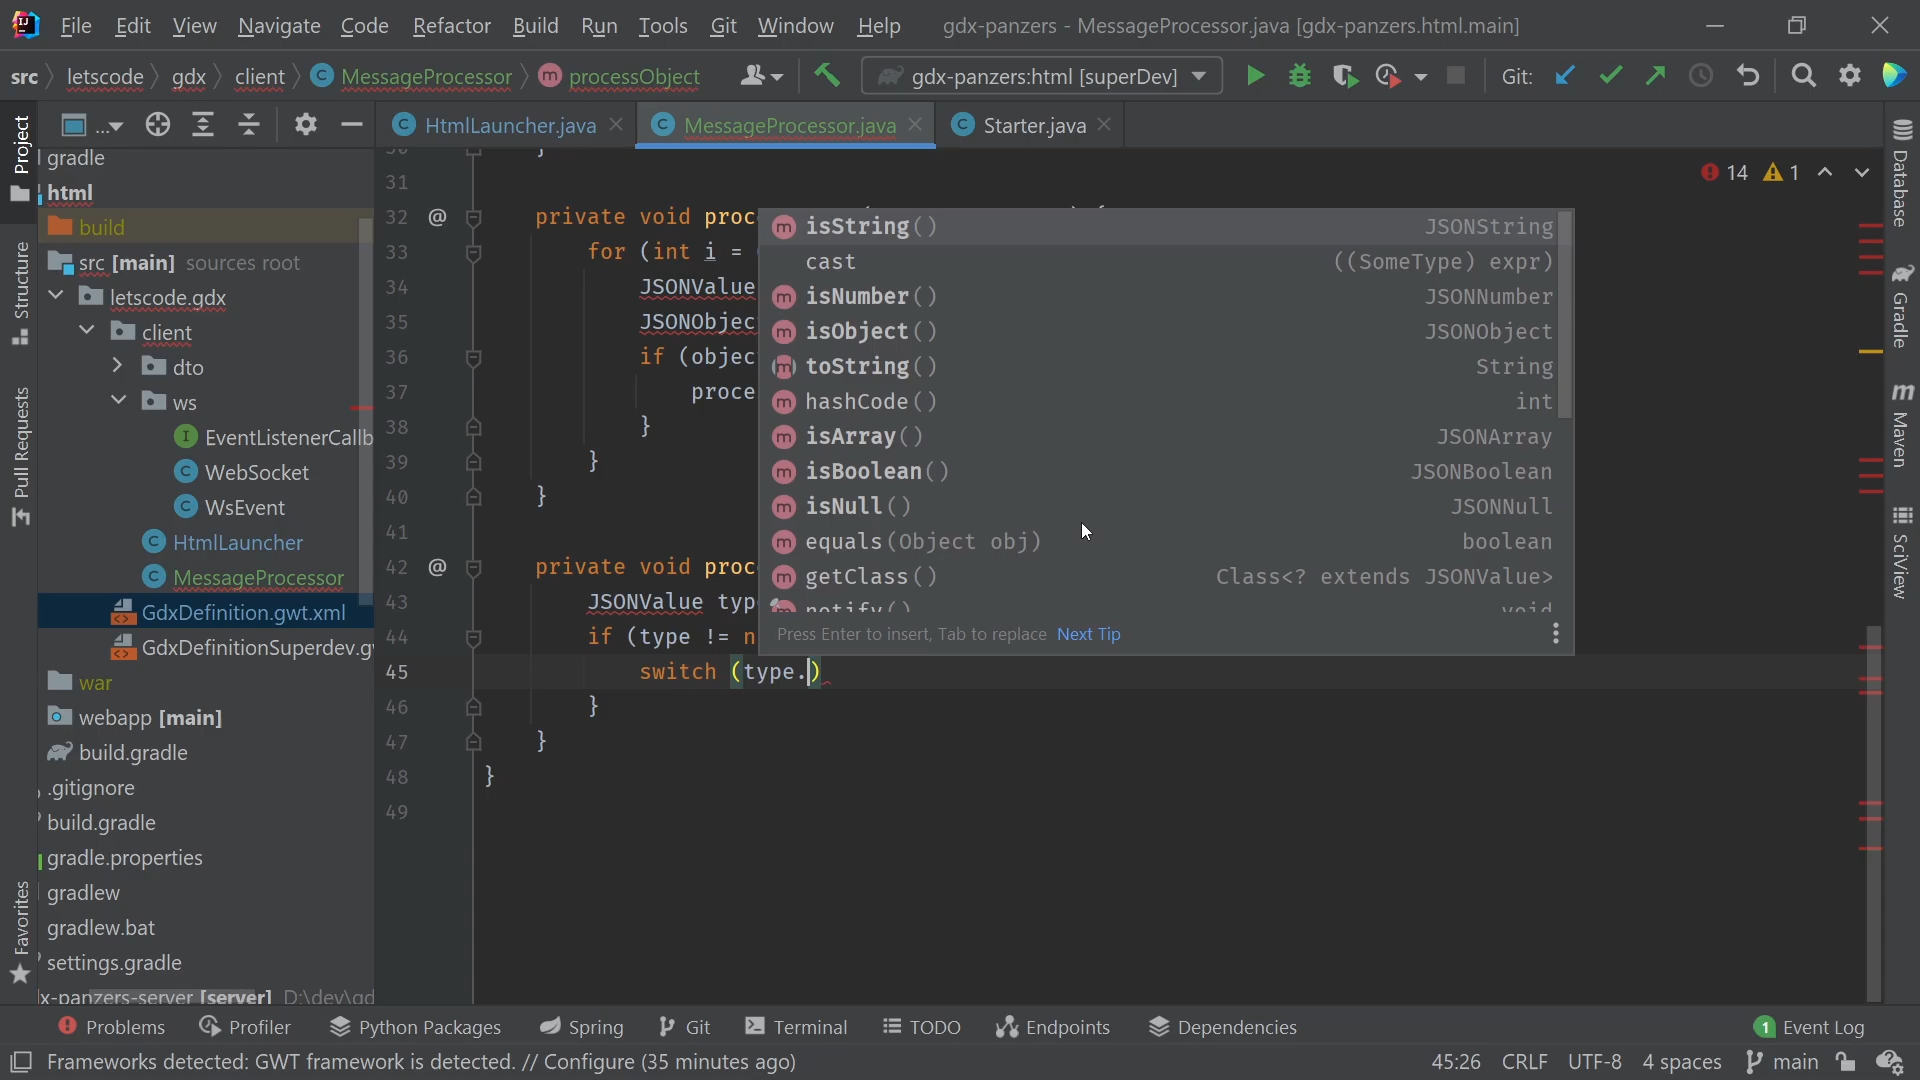 File Edit View Navigate Code Refactor Build Run Tools Git Window Help gdx-panzers - MessageProcessor.java [gdx-panzers.html.main]
src letscode gdx client MessageProcessor processObject gdx-panzers:html [superDev] Git:
Project
Structure
Pull Requests
Favorites
...
gradle
html
build
src [main] sources root
letscode.gdx
client
dto
ws
EventListenerCallb
WebSocket
WsEvent
HtmlLauncher
MessageProcessor
GdxDefinition.gwt.xml
GdxDefinitionSuperdev.g
war
webapp [main]
build.gradle
.gitignore
build.gradle
gradle.properties
gradlew
gradlew.bat
settings.gradle
x-panzers-server [server] D:\dev\gd
HtmlLauncher.java MessageProcessor.java Starter.java
14 1
30 }
31
32 @ private void proc
33 for (int i =
34 JSONValue
35 JSONObjec
36 if (objec
37 proce
38 }
39 }
40 }
41
42 @ private void proc
43 JSONValue typ
44 if (type != n
45 switch (type.)
46 }
47 }
48 }
49
isString() JSONString
cast ((SomeType) expr)
isNumber() JSONNumber
isObject() JSONObject
toString() String
hashCode() int
isArray() JSONArray
isBoolean() JSONBoolean
isNull() JSONNull
equals(Object obj) boolean
getClass() Class<? extends JSONValue>
notify() void
Press Enter to insert, Tab to replace Next Tip
Database
Gradle
Maven
SciView
Problems Profiler Python Packages Spring Git Terminal TODO Endpoints Dependencies 1 Event Log
Frameworks detected: GWT framework is detected. // Configure (35 minutes ago) 45:26 CRLF UTF-8 4 spaces main